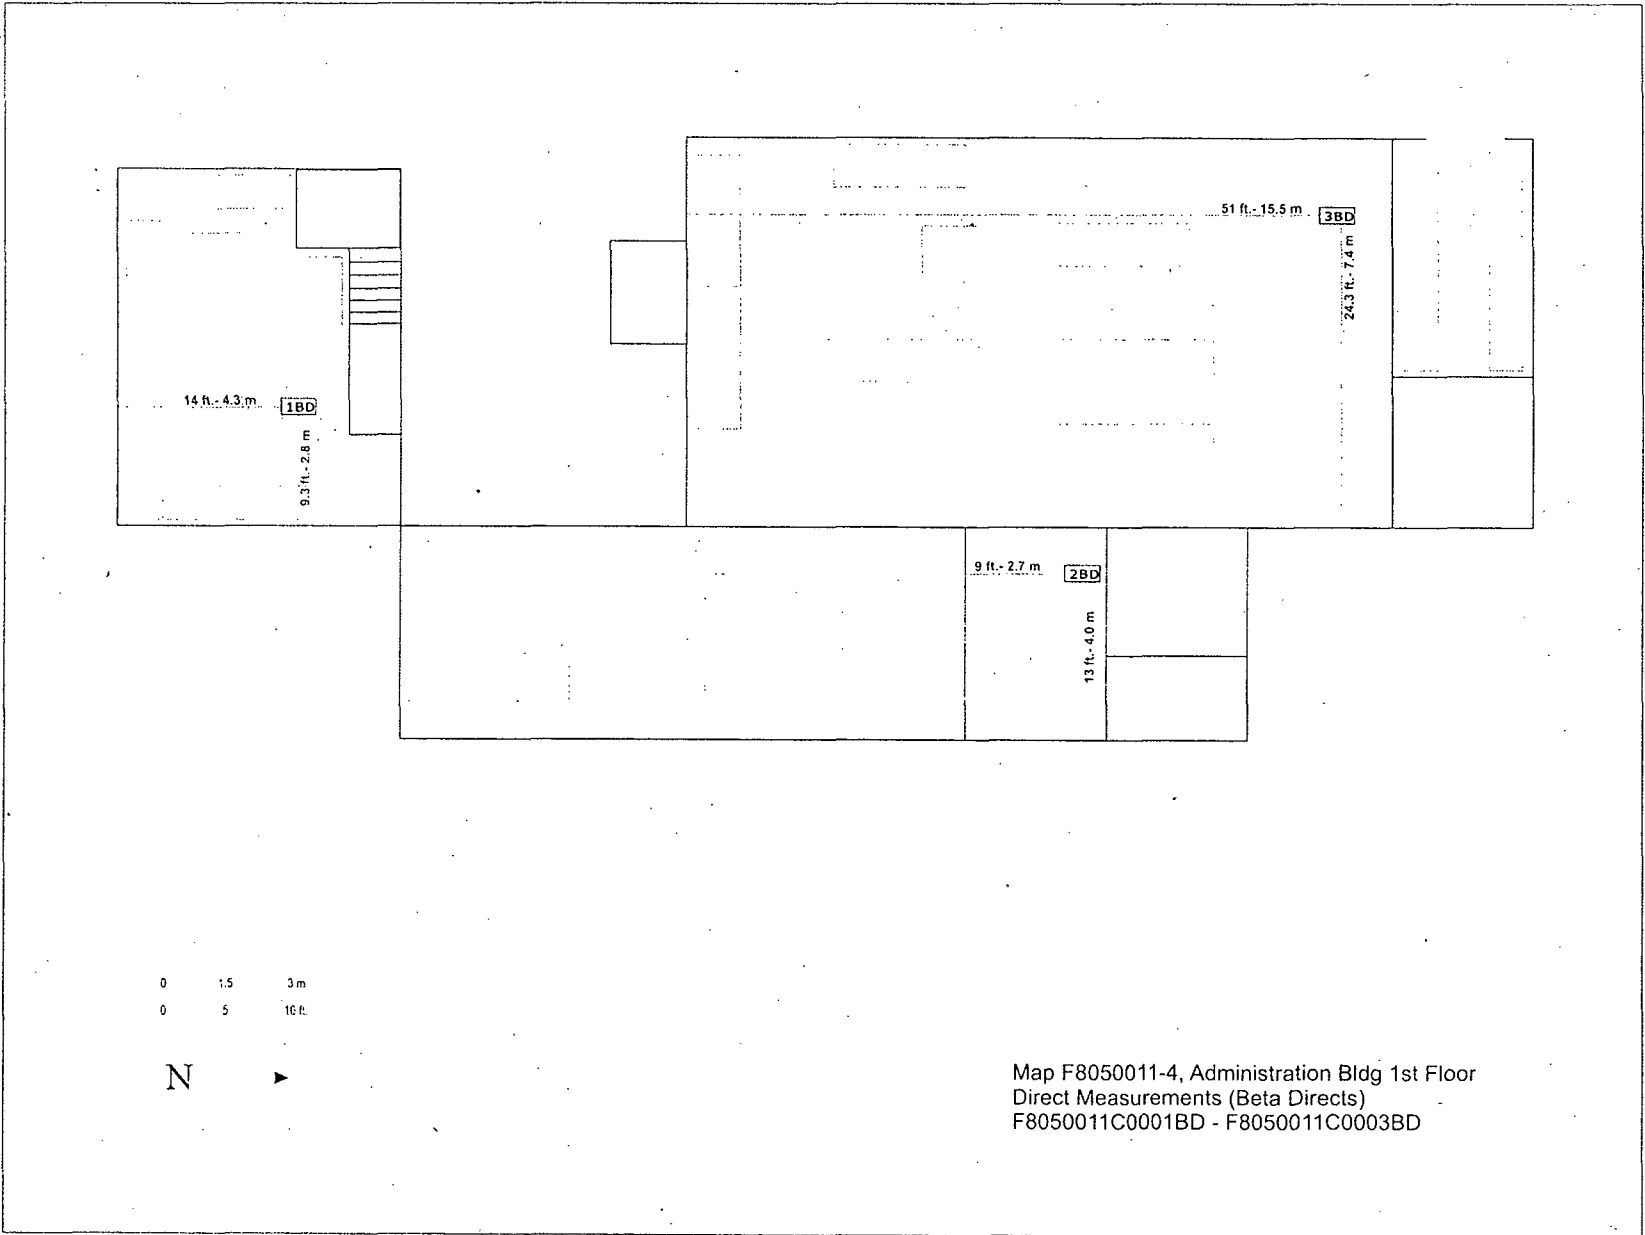 51 ft.- 15.5 m
3BD
24.3 ft.- 7.4 m
14 ft.- 4.3 m
1BD
9.3 ft.- 2.8 m
9 ft.- 2.7 m
2BD
13 ft.- 4.0 m
0 1.5 3 m
0 5 10 ft.
N
Map F8050011-4, Administration Bldg 1st Floor
Direct Measurements (Beta Directs)
F8050011C0001BD - F8050011C0003BD